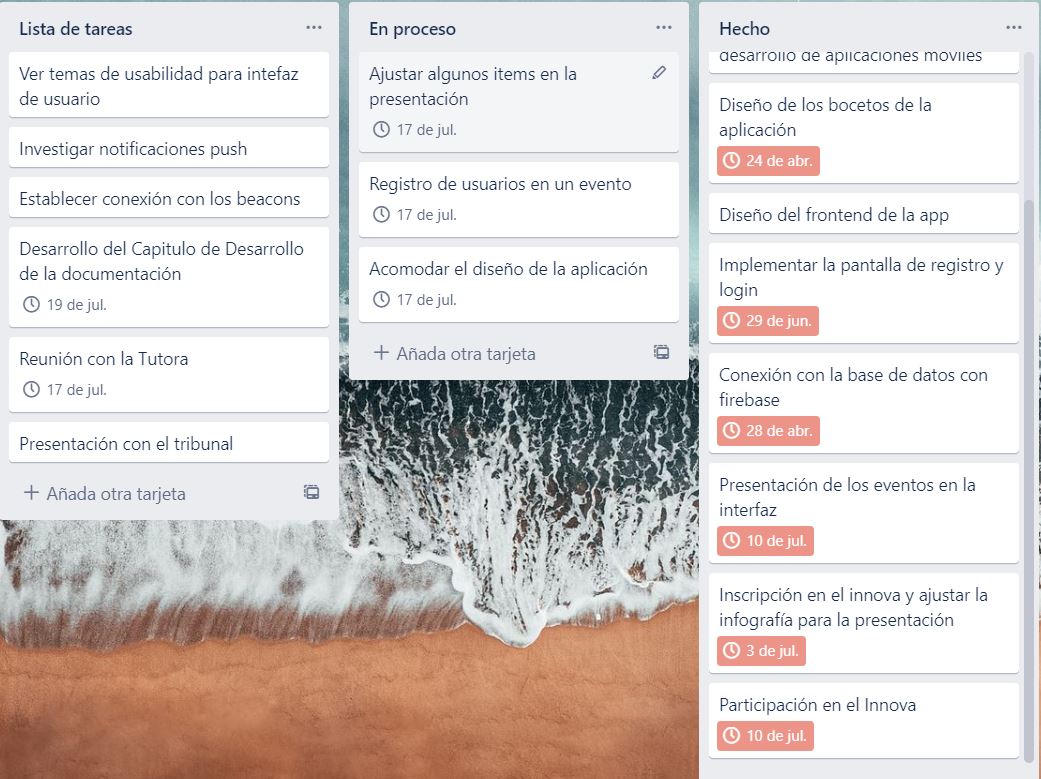 Lista de tareas
Ver temas de usabilidad para intefaz
de usuario
Investigar notificaciones push
Establecer conexión con los beacons
Desarrollo del Capitulo de Desarrollo
de la documentación
19 de jul.
Reunión con la Tutora
17 de jul.
Presentación con el tribunal
Añada otra tarjeta
En proceso
Ajustar algunos items en la
presentación
17 de jul.
Registro de usuarios en un evento
17 de jul.
Acomodar el diseño de la aplicación
17 de jul.
Añada otra tarjeta
Hecho
desarrollo de aplicaciones moviles
Diseño de los bocetos de la
aplicación
24 de abr.
Diseño del frontend de la app
Implementar la pantalla de registro y
login
29 de jun.
Conexión con la base de datos con
firebase
28 de abr.
Presentación de los eventos en la
interfaz
10 de jul.
Inscripción en el innova y ajustar la
infografía para la presentación
3 de jul.
Participación en el Innova
10 de jul.